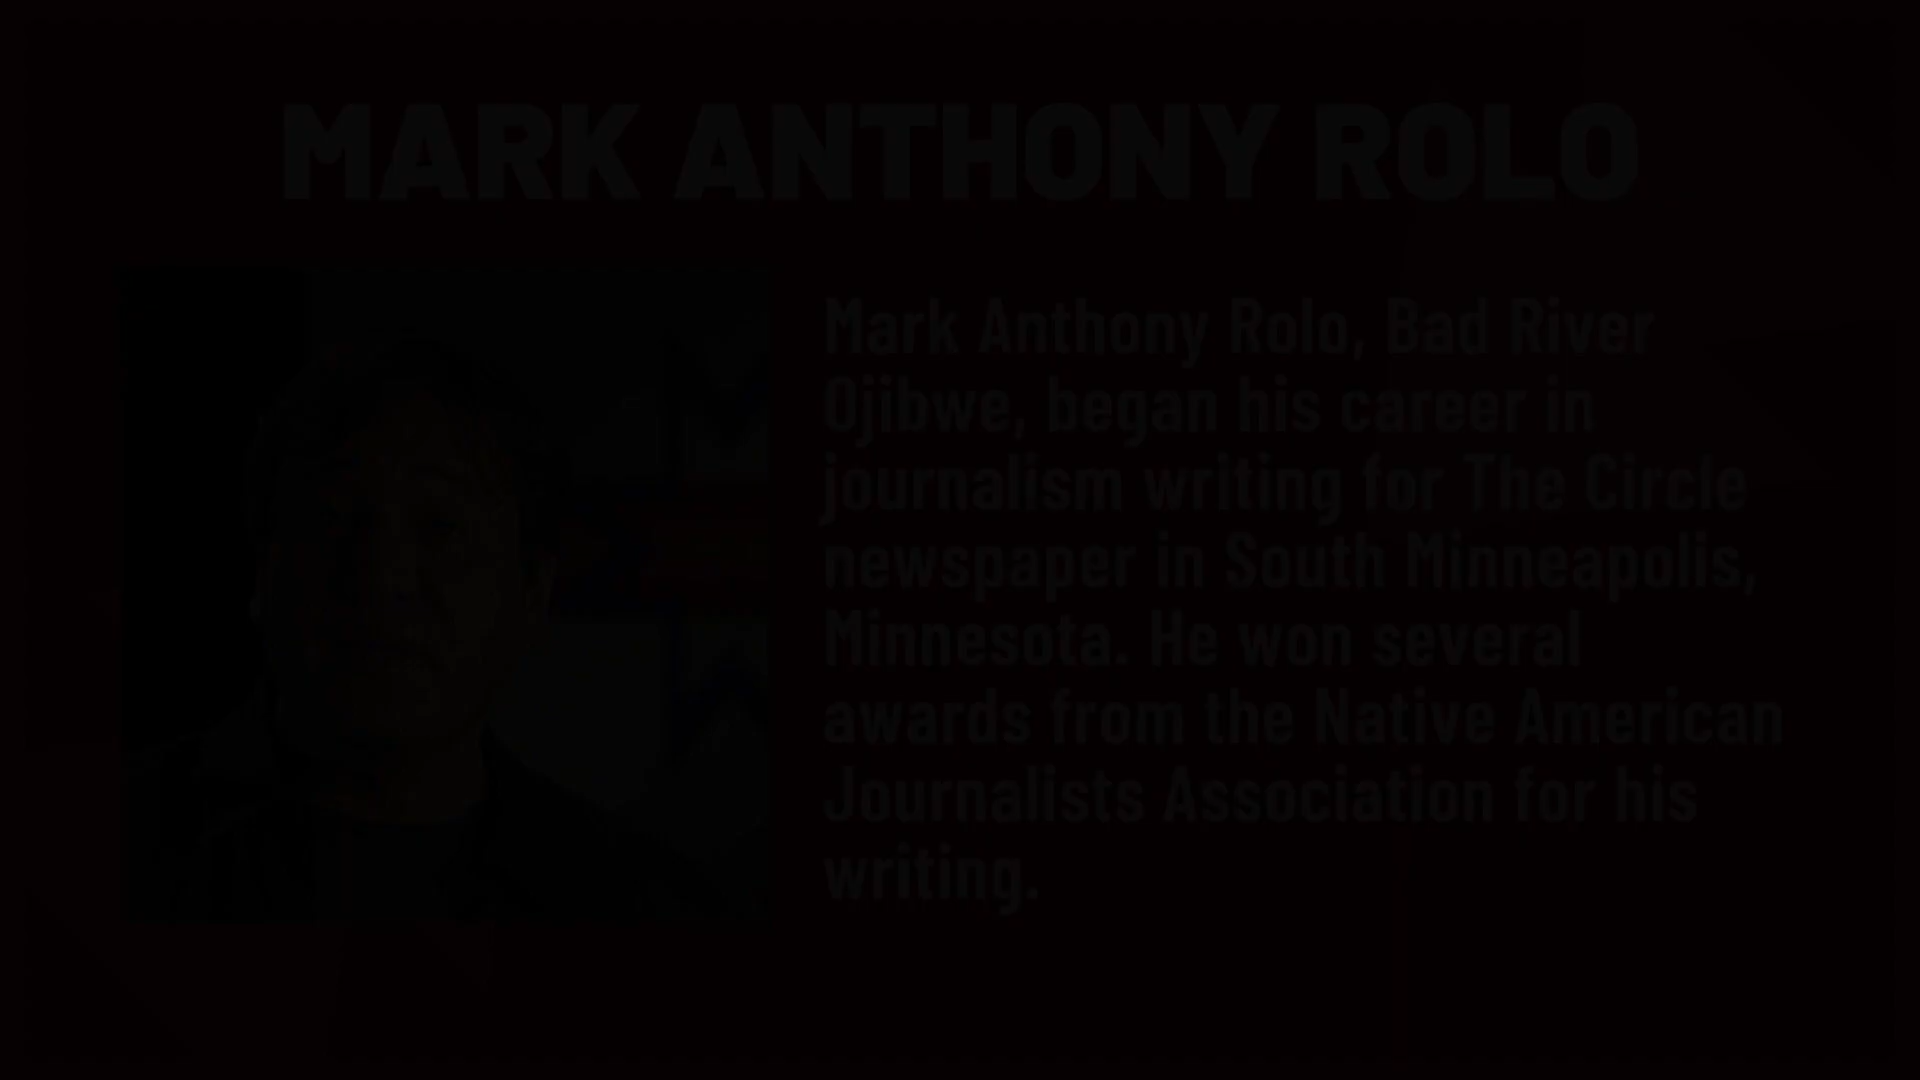 MARK ANTHONY ROLO
Mark Anthony Rolo, Bad River
Ojibwe, began his career in
journalism writing for The Circle
newspaper in South Minneapolis,
Minnesota. He won several
awards from the Native American
Journalists Association for his
writing.